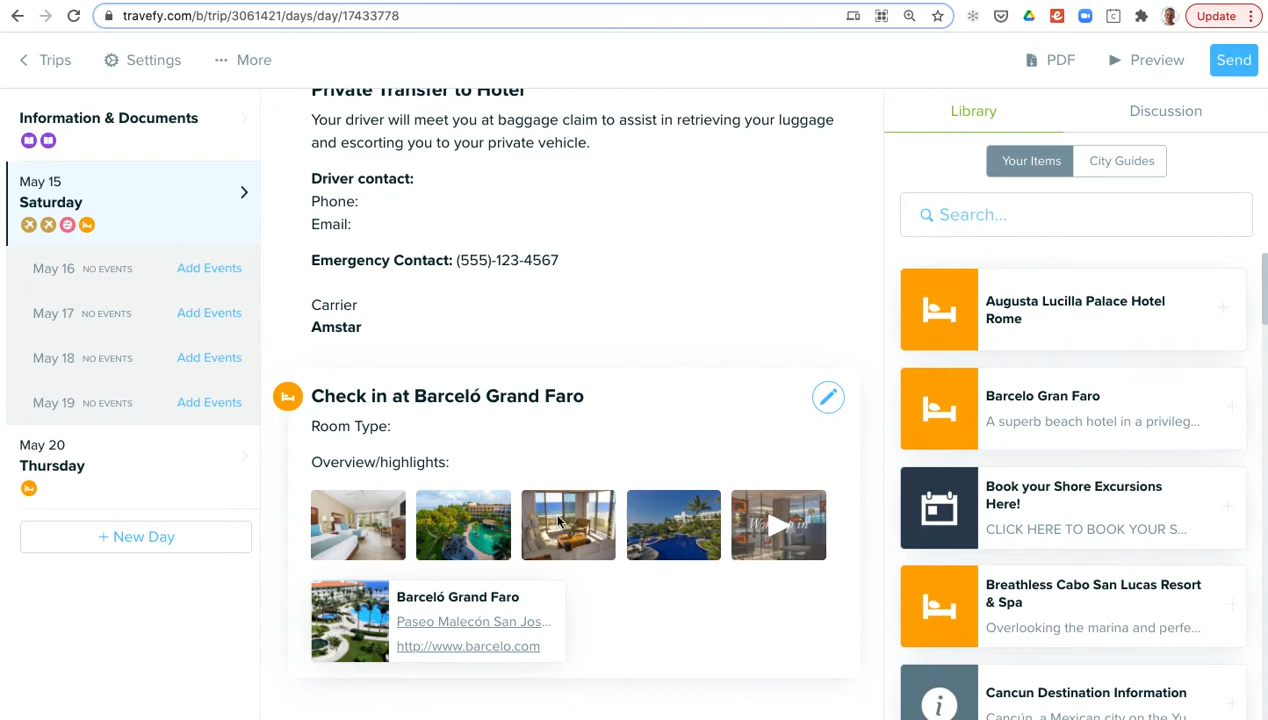 travefy.com/b/trip/3061421/days/day/17433778
Update
Trips
Settings
More
PDF
Preview
Send
Information & Documents
May 15
Saturday
May 16 NO EVENTS Add Events
May 17 NO EVENTS Add Events
May 18 NO EVENTS Add Events
May 19 NO EVENTS Add Events
May 20
Thursday
+ New Day
Private Transfer to Hotel
Your driver will meet you at baggage claim to assist in retrieving your luggage
and escorting you to your private vehicle.
Driver contact:
Phone:
Email:
Emergency Contact: (555)-123-4567
Carrier
Amstar
Check in at Barceló Grand Faro
Room Type:
Overview/highlights:
Barceló Grand Faro
Paseo Malecón San Jos...
http://www.barcelo.com
Library
Discussion
Your Items
City Guides
Search...
Augusta Lucilla Palace Hotel
Rome
Barcelo Gran Faro
A superb beach hotel in a privileg...
Book your Shore Excursions
Here!
CLICK HERE TO BOOK YOUR S...
Breathless Cabo San Lucas Resort
& Spa
Overlooking the marina and perfe...
Cancun Destination Information
Cancún, a Mexican city on the Yu